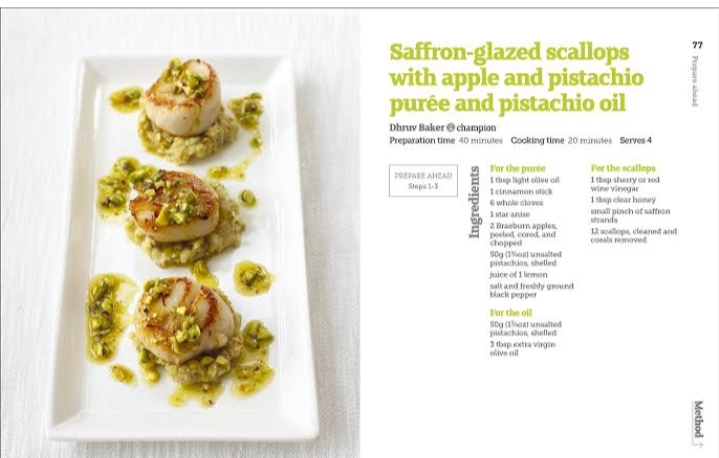 Saffron-glazed scallops
with apple and pistachio
purée and pistachio oil
77
Prepare ahead
Dhruv Baker champion
Preparation time 40 minutes Cooking time 20 minutes Serves 4
PREPARE AHEAD
Steps 1-3
Ingredients
For the purée
1 tbsp light olive oil
1 cinnamon stick
6 whole cloves
1 star anise
2 Braeburn apples,
peeled, cored, and
chopped
50g (1¾oz) unsalted
pistachios, shelled
juice of 1 lemon
salt and freshly ground
black pepper
For the oil
50g (1¾oz) unsalted
pistachios, shelled
3 tbsp extra virgin
olive oil
For the scallops
1 tbsp sherry or red
wine vinegar
1 tbsp clear honey
small pinch of saffron
strands
12 scallops, cleaned and
corals removed
Method